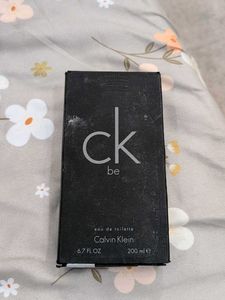 ck
be
eau de toilette
Calvin Klein
6.7 FL.OZ 200 ml ℮